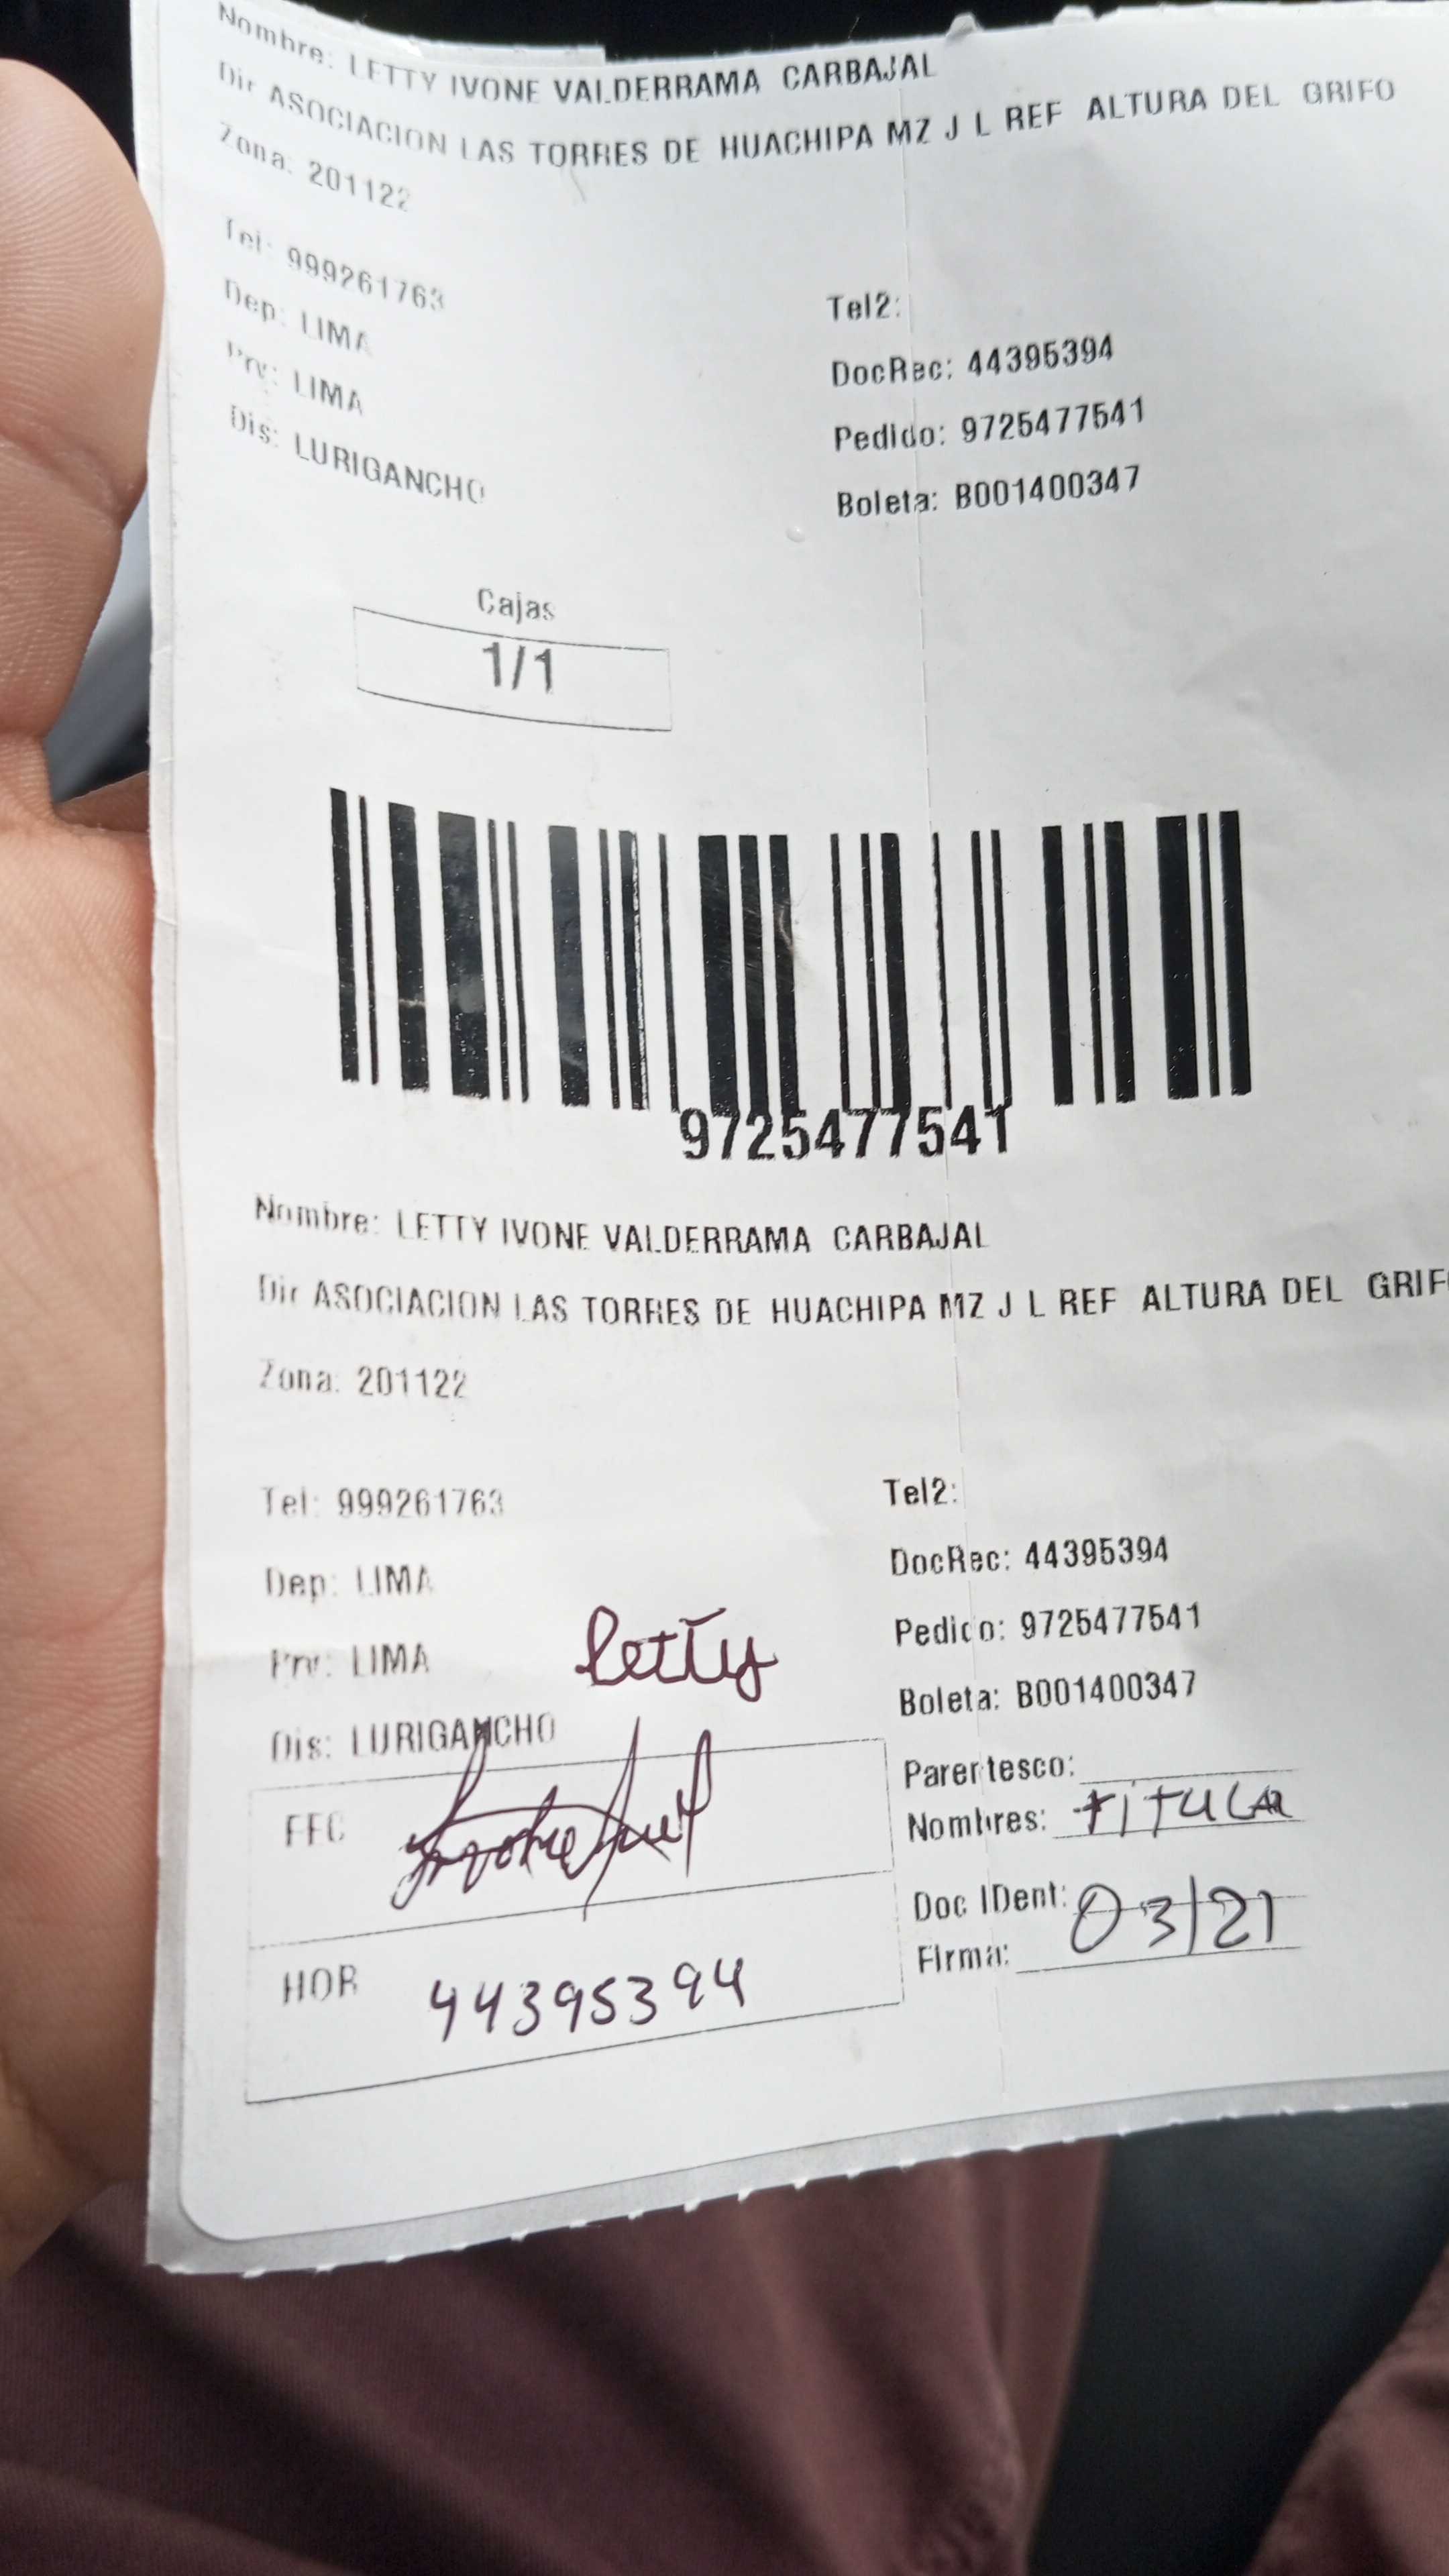 Nombre: LETTY IVONE VALDERRAMA CARBAJAL
Dir ASOCIACION LAS TORRES DE HUACHIPA MZ J L REF ALTURA DEL GRIFO
Zona: 201122
Tel: 999261763 Tel2:
Dep: LIMA DocRec: 44395394
Prv: LIMA Pedido: 9725477541
Dis: LURIGANCHO Boleta: B001400347
Cajas
1/1
9725477541
Nombre: LETTY IVONE VALDERRAMA CARBAJAL
Dir ASOCIACION LAS TORRES DE HUACHIPA MZ J L REF ALTURA DEL GRIFO
Zona: 201122
Tel: 999261763 Tel2:
Dep: LIMA DocRec: 44395394
Prv: LIMA Letty Pedido: 9725477541
Dis: LURIGANCHO Boleta: B001400347
Parentesco:
FEC Nombres: TITULAR
Doc IDent: 03/21
Firma:
HOR 44395394